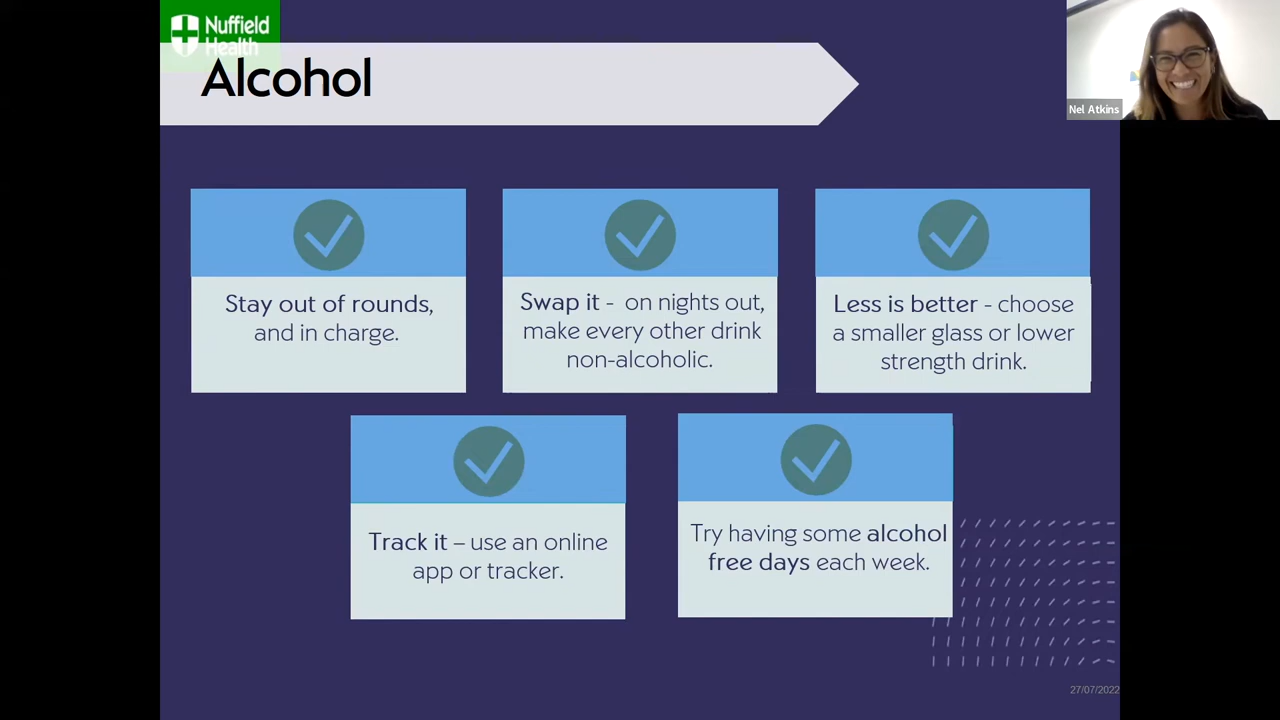 Nuffield
Health
Alcohol
Nel Atkins
Stay out of rounds,
and in charge.
Swap it - on nights out,
make every other drink
non-alcoholic.
Less is better - choose
a smaller glass or lower
strength drink.
Track it – use an online
app or tracker.
Try having some alcohol
free days each week.
27/07/2022